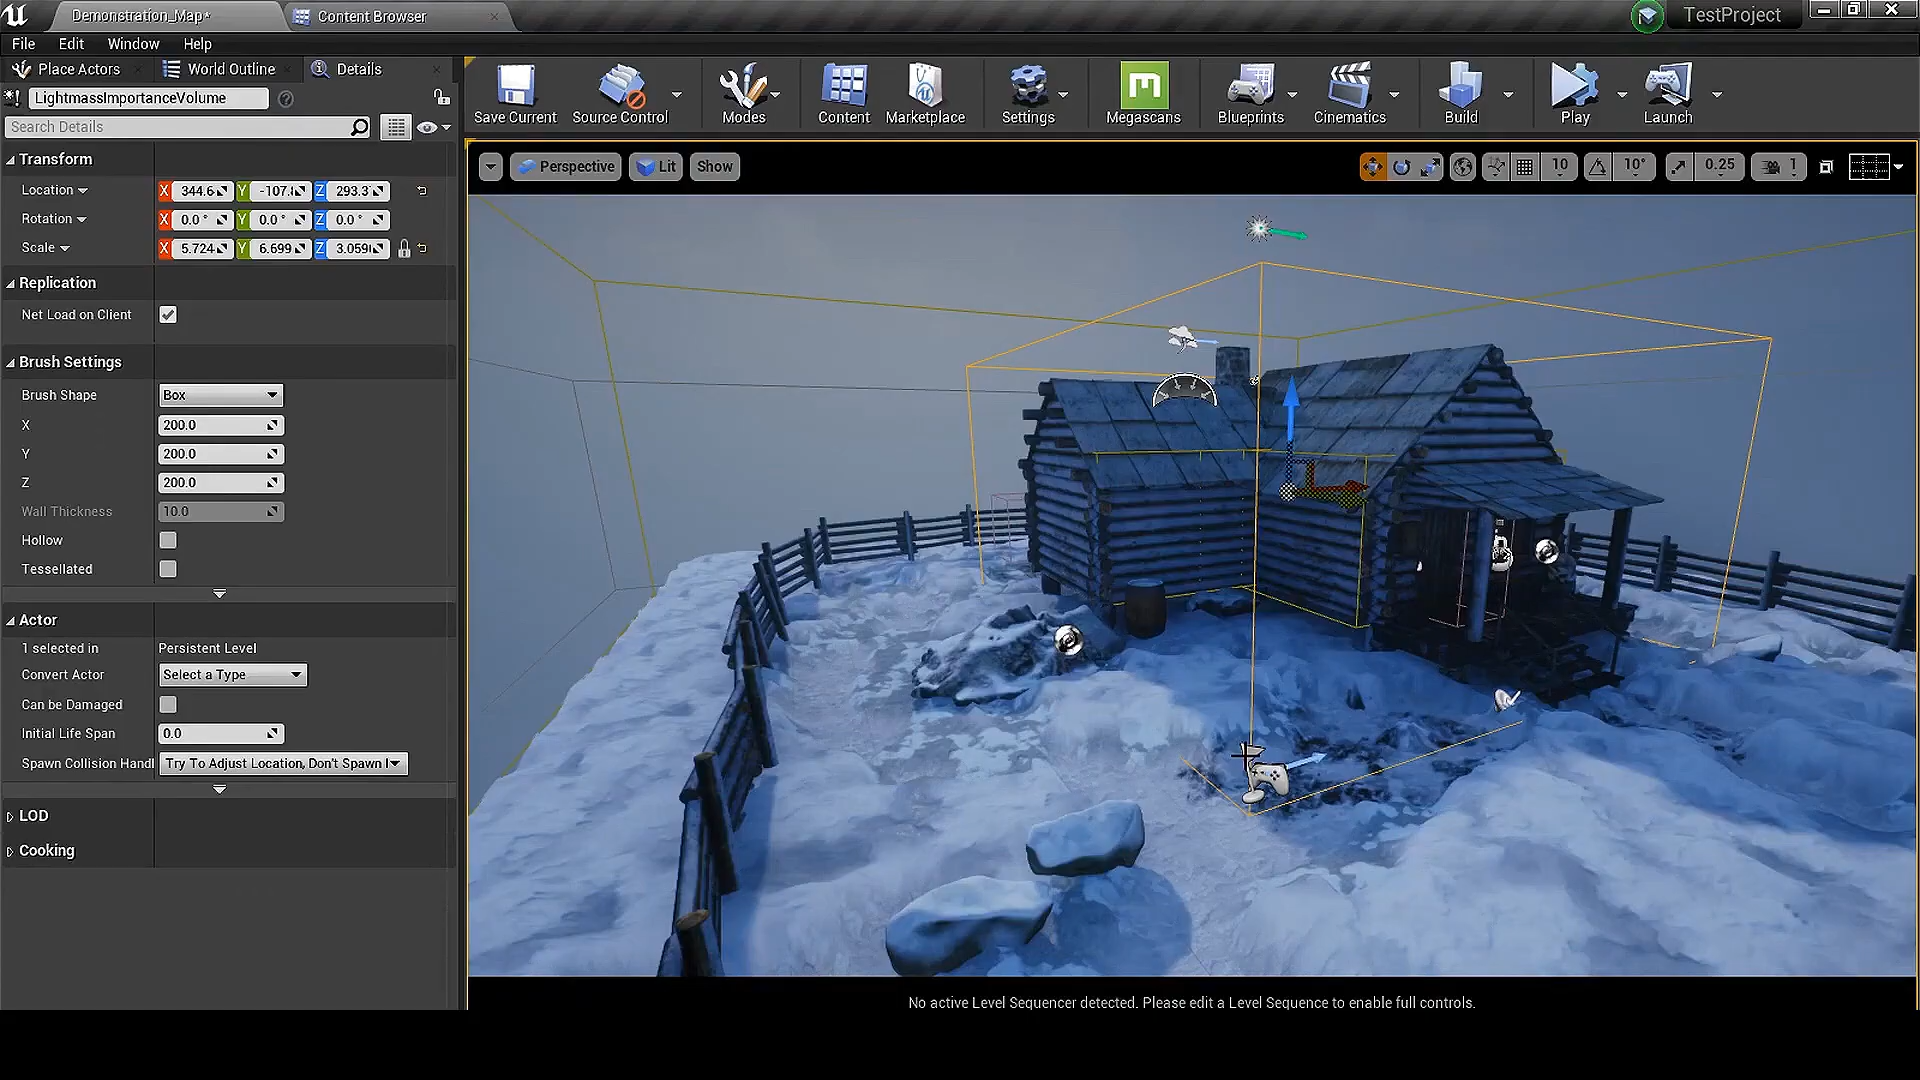 Demonstration_Map*
Content Browser
TestProject
File Edit Window Help
Place Actors
World Outline
Details
LightmassImportanceVolume
Search Details
Save Current
Source Control
Modes
Content
Marketplace
Settings
Megascans
Blueprints
Cinematics
Build
Play
Launch
Perspective
Lit
Show
10
10°
0.25
1
Transform
Location X 344.6 Y -107. Z 293.3
Rotation X 0.0 ° Y 0.0 ° Z 0.0 °
Scale X 5.724 Y 6.699 Z 3.059
Replication
Net Load on Client
Brush Settings
Brush Shape Box
X 200.0
Y 200.0
Z 200.0
Wall Thickness 10.0
Hollow
Tessellated
Actor
1 selected in Persistent Level
Convert Actor Select a Type
Can be Damaged
Initial Life Span 0.0
Spawn Collision Handl Try To Adjust Location, Don't Spawn I
LOD
Cooking
No active Level Sequencer detected. Please edit a Level Sequence to enable full controls.